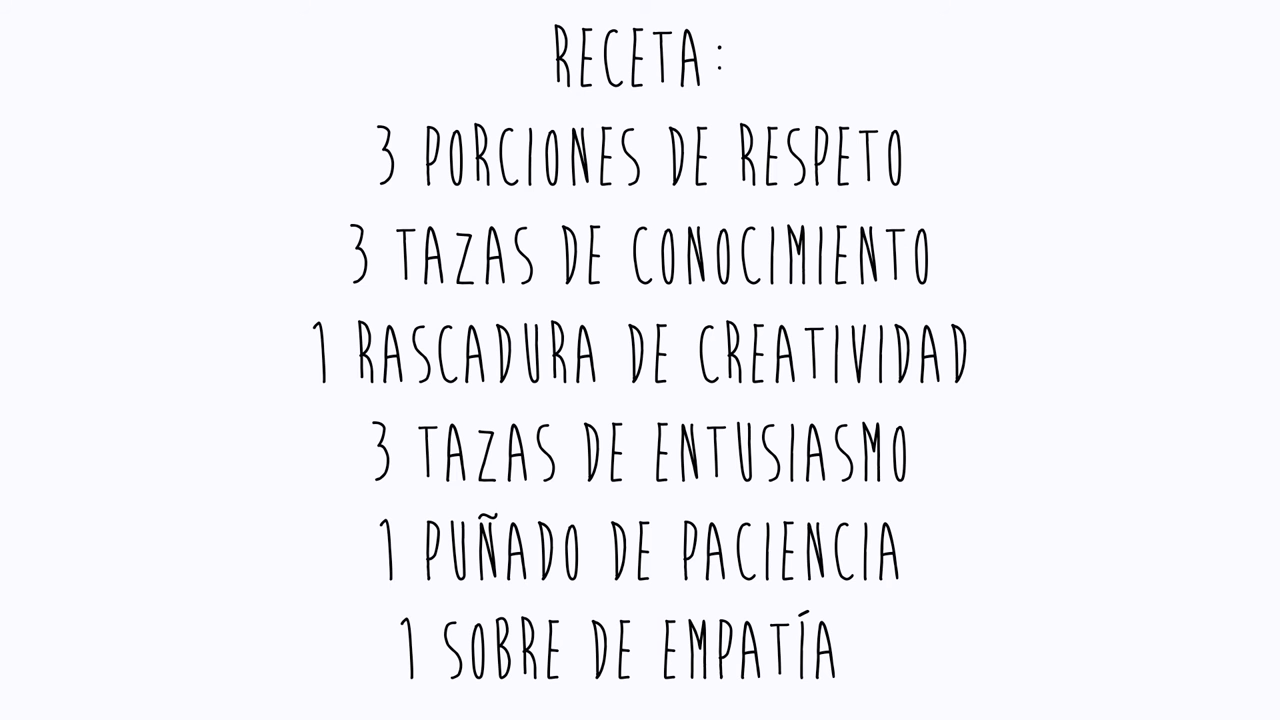 RECETA:
3 PORCIONES DE RESPETO
3 TAZAS DE CONOCIMIENTO
1 RASCADURA DE CREATIVIDAD
3 TAZAS DE ENTUSIASMO
1 PUÑADO DE PACIENCIA
1 SOBRE DE EMPATÍA